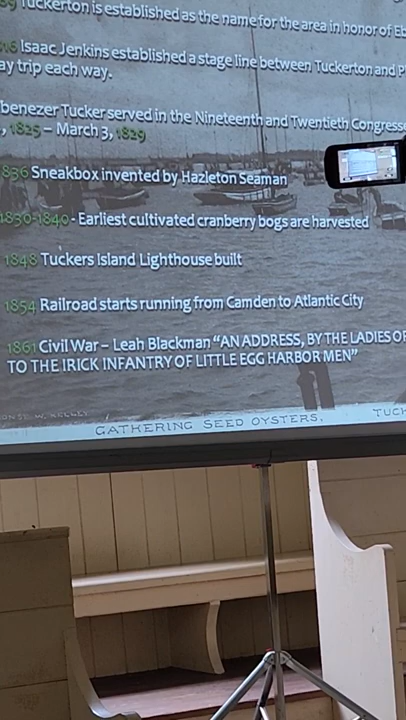 89 Tuckerton is established as the name for the area in honor of
16 Isaac Jenkins established a stage line between Tuckerton and
ay trip each way.
benezer Tucker served in the Nineteenth and Twentieth Congress
, 1825 – March 3, 1829
836 Sneakbox invented by Hazleton Seaman
1830-1840 - Earliest cultivated cranberry bogs are harvested
1848 Tuckers Island Lighthouse built
1854 Railroad starts running from Camden to Atlantic City
1861 Civil War – Leah Blackman “AN ADDRESS, BY THE LADIES OF
TO THE IRICK INFANTRY OF LITTLE EGG HARBOR MEN”
W. KELLEY
GATHERING SEED OYSTERS, TUCK